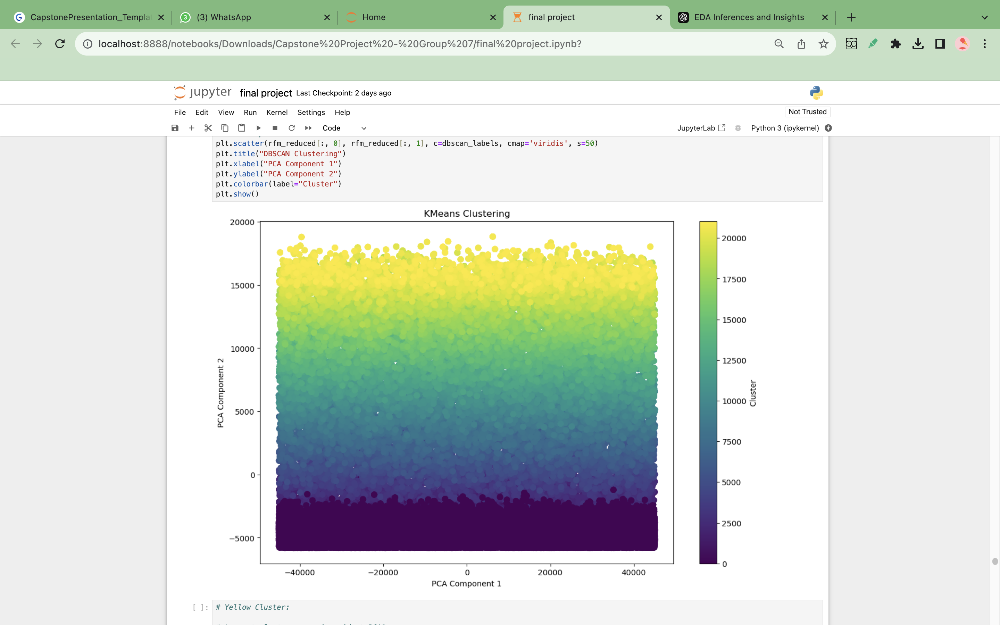 CapstonePresentation_Templa
3 (3) WhatsApp
Home
final project
EDA Inferences and Insights
localhost:8888/notebooks/Downloads/Capstone%20Project%20-%20Group%207/final%20project.ipynb?
jupyter final project Last Checkpoint: 2 days ago
File Edit View Run Kernel Settings Help
Not Trusted
Code
JupyterLab
Python 3 (ipykernel)
plt.scatter(rfm_reduced[:, 0], rfm_reduced[:, 1], c=dbscan_labels, cmap='viridis', s=50)
plt.title("DBSCAN Clustering")
plt.xlabel("PCA Component 1")
plt.ylabel("PCA Component 2")
plt.colorbar(label="Cluster")
plt.show()
KMeans Clustering
20000
15000
10000
5000
0
−5000
PCA Component 2
−40000
−20000
0
20000
40000
PCA Component 1
20000
17500
15000
12500
10000
7500
5000
2500
0
Cluster
[ ]: # Yellow Cluster: